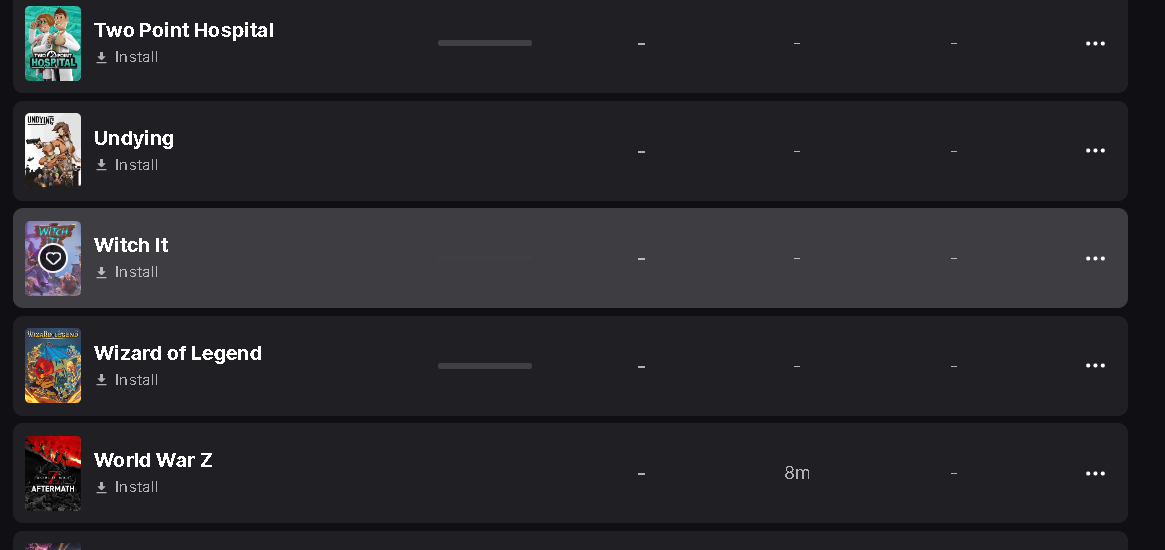 Two Point Hospital
Install
TWO POINT
HOSPITAL
– – –
UNDYING
Undying
Install
– – –
WITCH
IT
Witch It
Install
– – –
WIZARD OF LEGEND
Wizard of Legend
Install
– – –
World War Z
Install
AFTERMATH
– 8m –